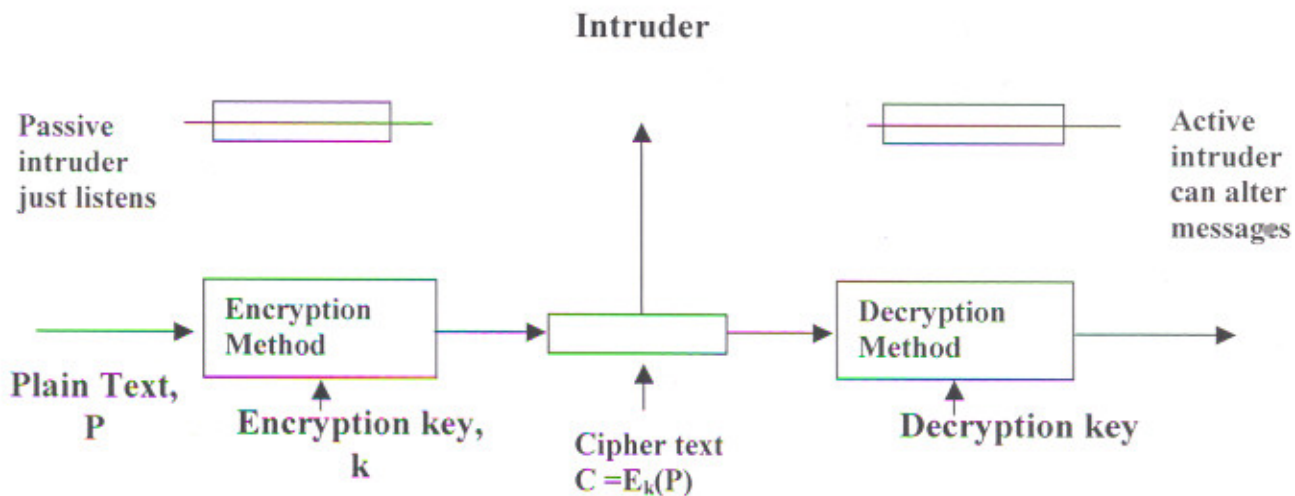 Intruder
Passive
intruder
just listens
Active
intruder
can alter
messages
Encryption
Method
Decryption
Method
Plain Text,
P
Encryption key,
k
Cipher text
C =Eₖ(P)
Decryption key